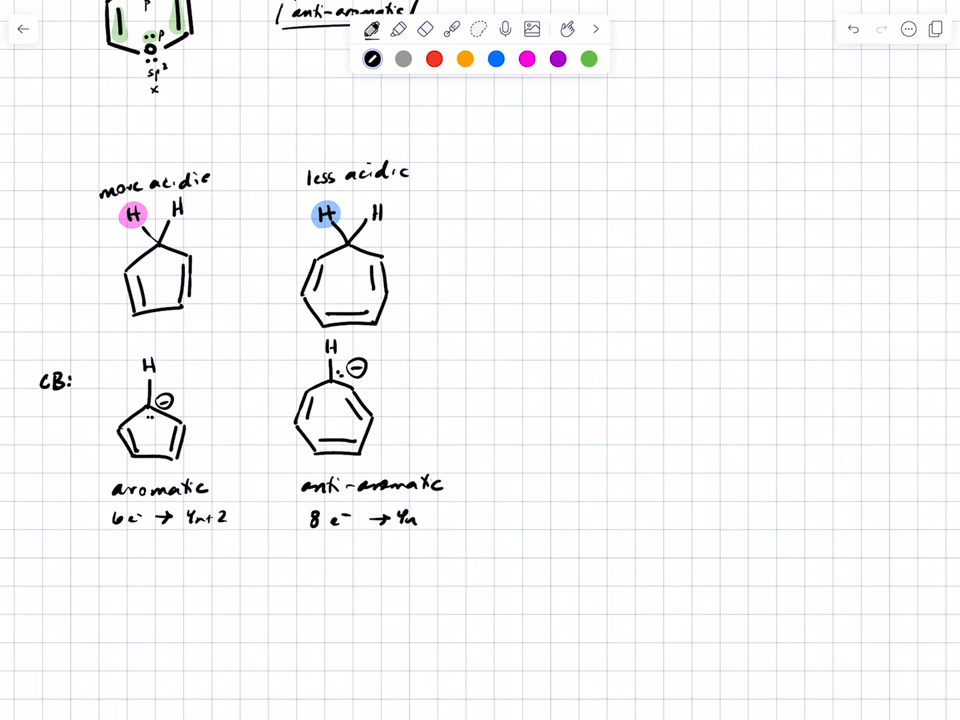 P
anti-aromatic
P
sp²
x
more acidic
less acidic
H H
H H
H
H
CB:
⊖
⊖
aromatic
anti-aromatic
6e⁻ → 4n+2
8 e⁻ → 4n